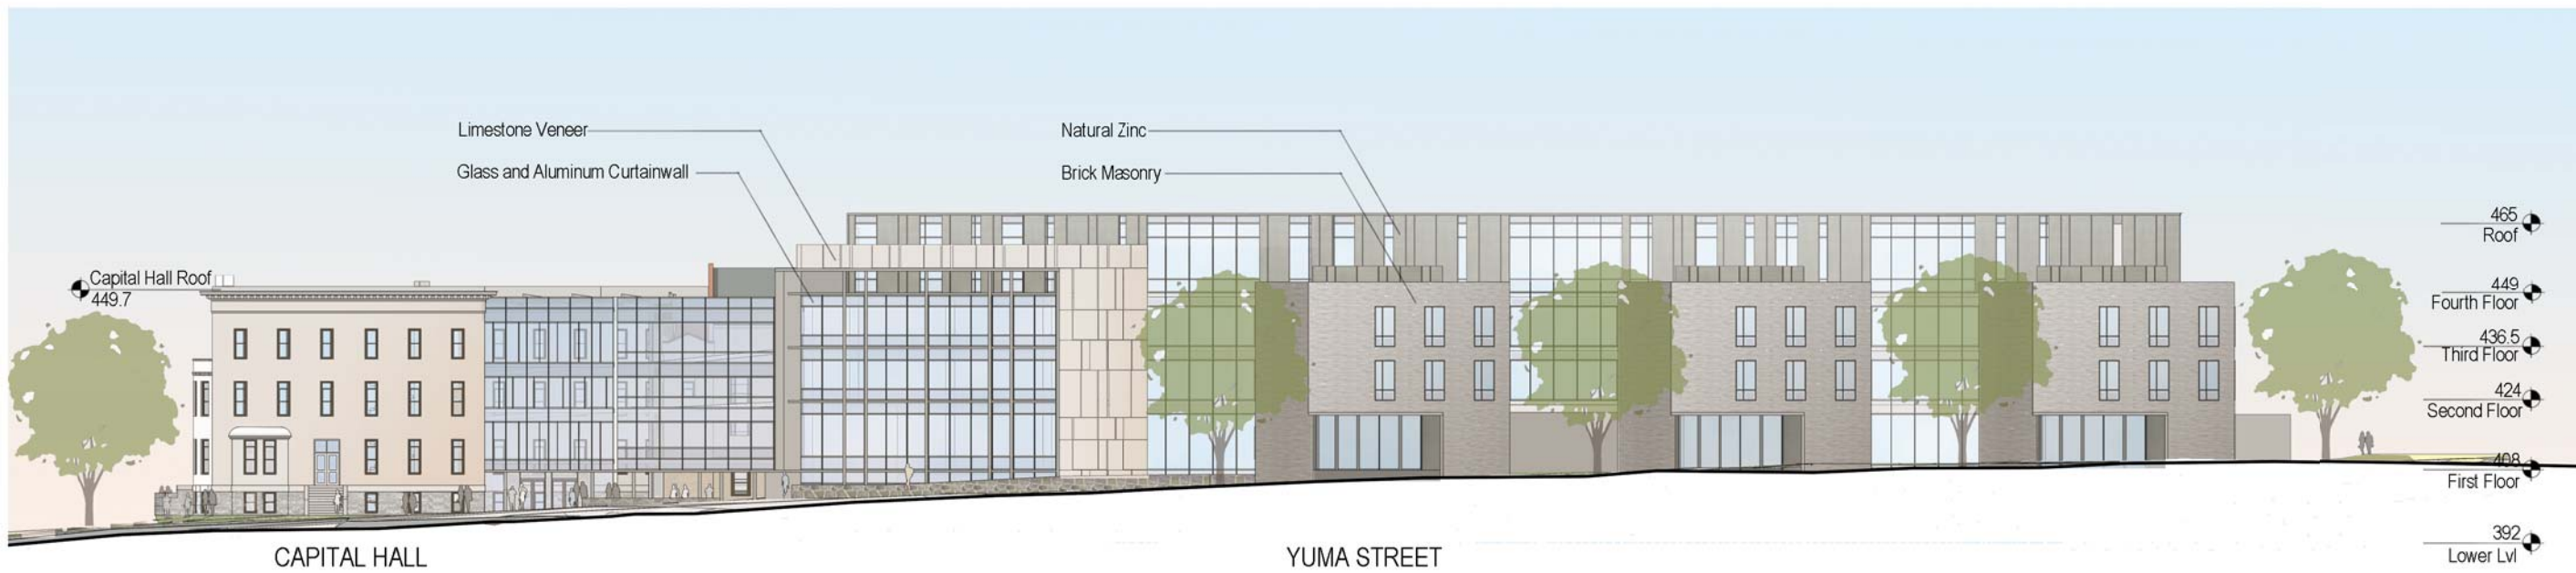 Limestone Veneer
Glass and Aluminum Curtainwall
Natural Zinc
Brick Masonry
Capital Hall Roof
449.7
465
Roof
449
Fourth Floor
436.5
Third Floor
424
Second Floor
408
First Floor
392
Lower Lvl
CAPITAL HALL
YUMA STREET